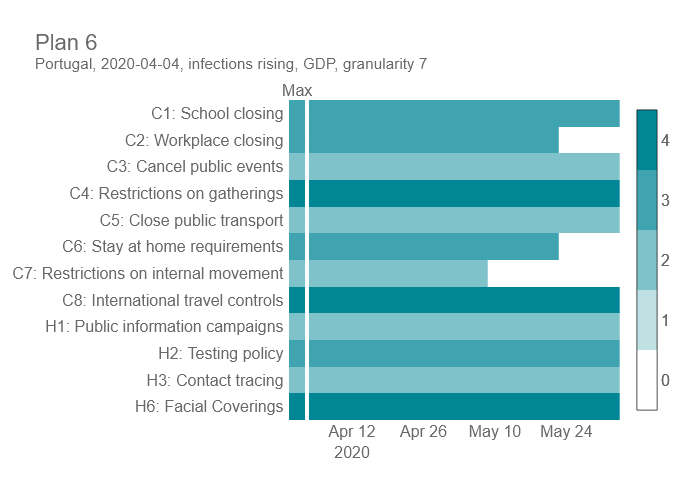 Plan 6
Portugal, 2020-04-04, infections rising, GDP, granularity 7
Max
C1: School closing
C2: Workplace closing
C3: Cancel public events
C4: Restrictions on gatherings
C5: Close public transport
C6: Stay at home requirements
C7: Restrictions on internal movement
C8: International travel controls
H1: Public information campaigns
H2: Testing policy
H3: Contact tracing
H6: Facial Coverings
Apr 12 Apr 26 May 10 May 24
2020
4
3
2
1
0